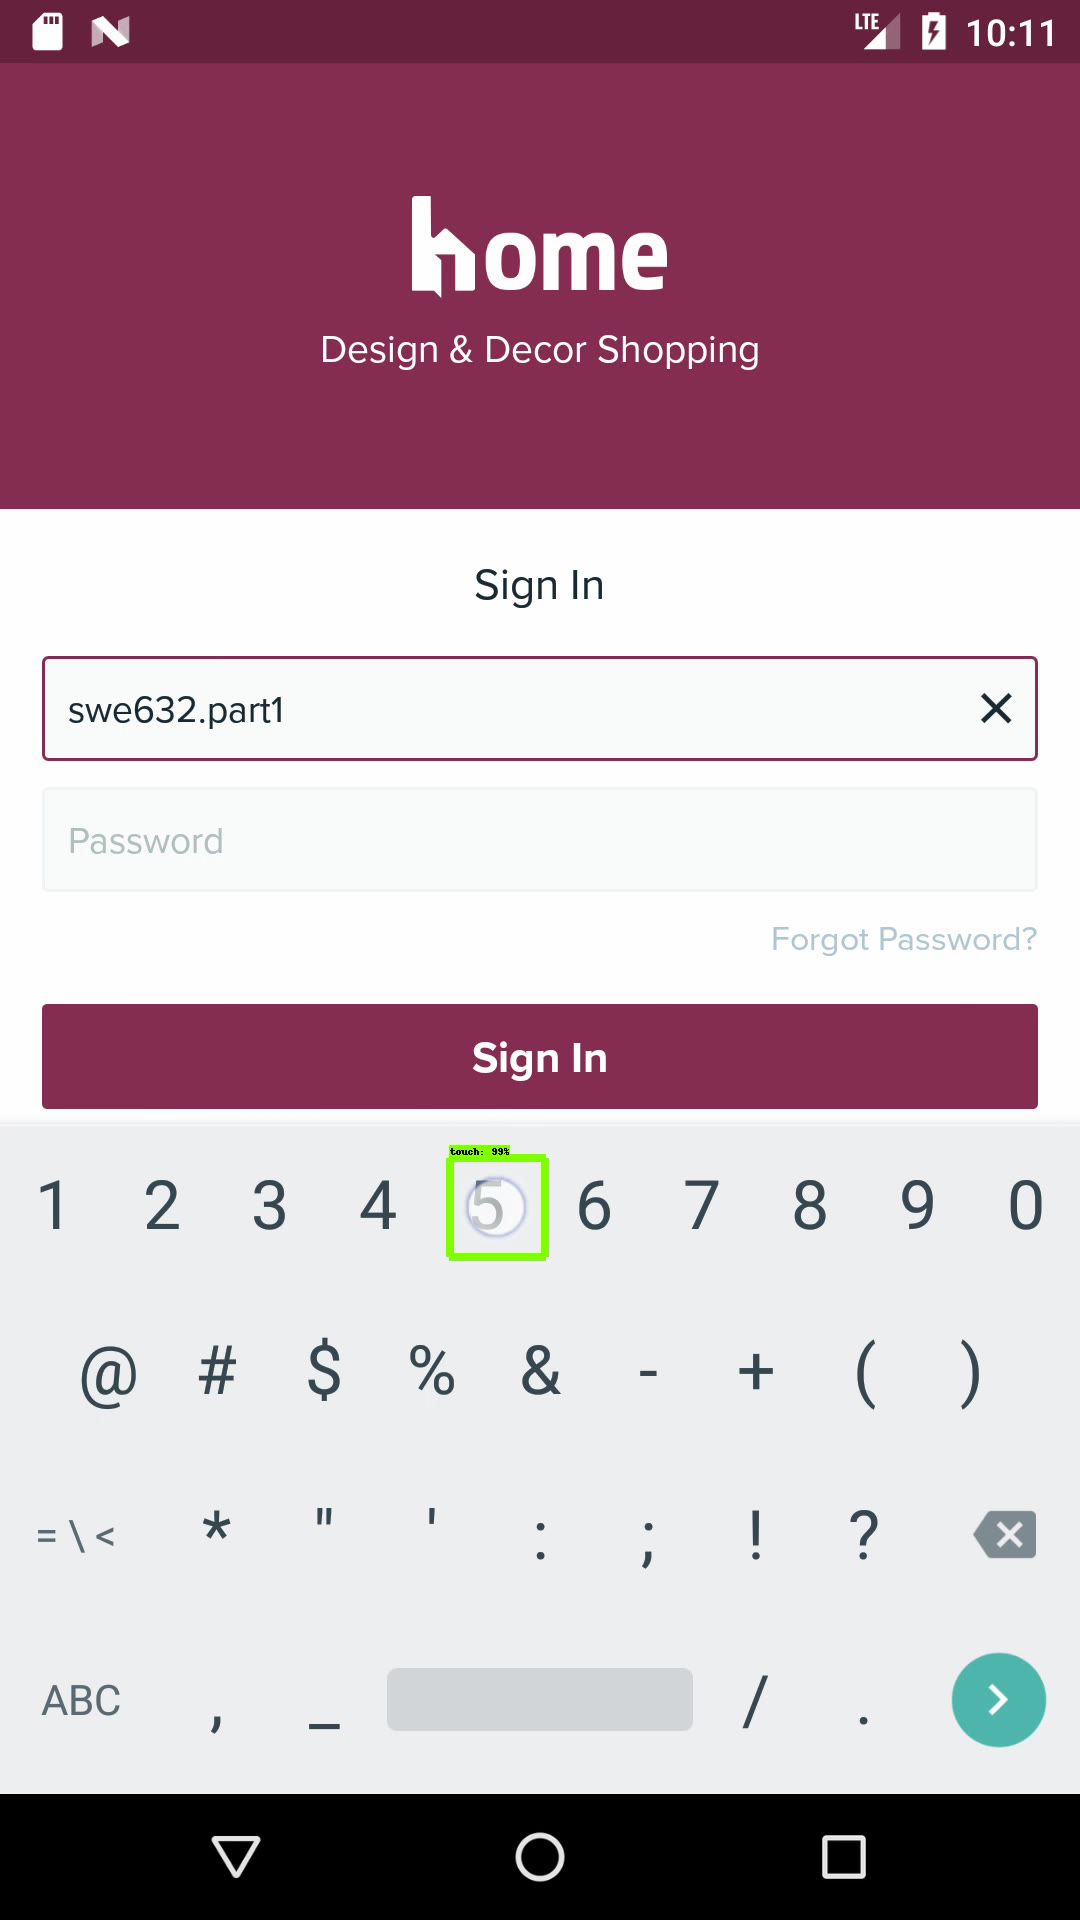 LTE 10:11
home
Design & Decor Shopping
Sign In
swe632.part1
Password
Forgot Password?
Sign In
touch: 99%
1 2 3 4 5 6 7 8 9 0
@ # $ % & - + ( )
= \ < * " ' : ; ! ?
ABC , _ / .